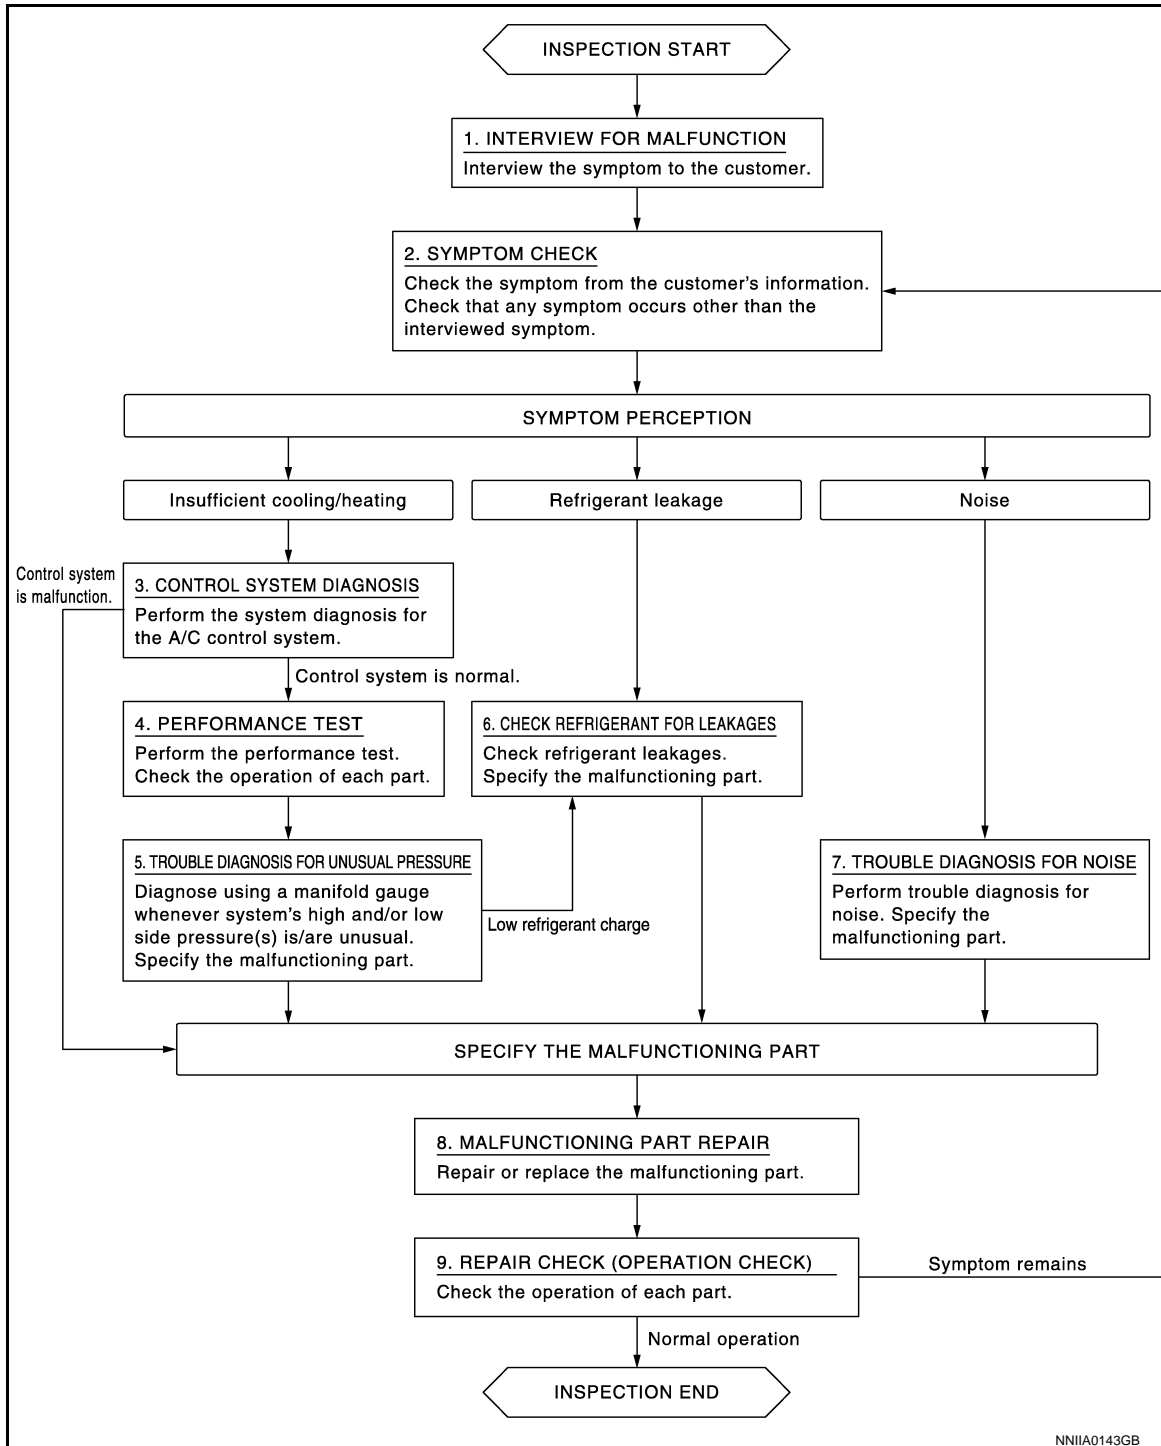 INSPECTION START
1. INTERVIEW FOR MALFUNCTION
Interview the symptom to the customer.
2. SYMPTOM CHECK
Check the symptom from the customer's information.
Check that any symptom occurs other than the
interviewed symptom.
SYMPTOM PERCEPTION
Insufficient cooling/heating
Refrigerant leakage
Noise
Control system
is malfunction.
3. CONTROL SYSTEM DIAGNOSIS
Perform the system diagnosis for
the A/C control system.
Control system is normal.
4. PERFORMANCE TEST
Perform the performance test.
Check the operation of each part.
6. CHECK REFRIGERANT FOR LEAKAGES
Check refrigerant leakages.
Specify the malfunctioning part.
5. TROUBLE DIAGNOSIS FOR UNUSUAL PRESSURE
Diagnose using a manifold gauge
whenever system's high and/or low
side pressure(s) is/are unusual.
Specify the malfunctioning part.
Low refrigerant charge
7. TROUBLE DIAGNOSIS FOR NOISE
Perform trouble diagnosis for
noise. Specify the
malfunctioning part.
SPECIFY THE MALFUNCTIONING PART
8. MALFUNCTIONING PART REPAIR
Repair or replace the malfunctioning part.
9. REPAIR CHECK (OPERATION CHECK)
Check the operation of each part.
Symptom remains
Normal operation
INSPECTION END
NNIIA0143GB